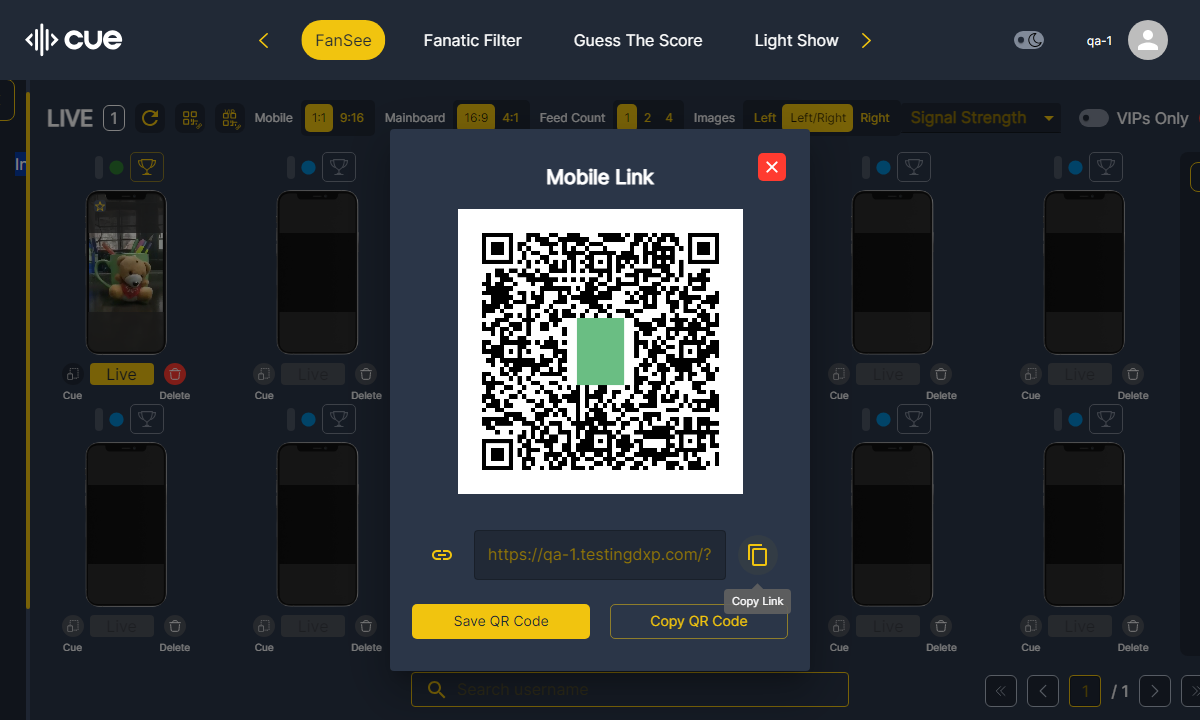 cue
FanSee
Fanatic Filter
Guess The Score
Light Show
qa-1
LIVE 1
Mobile 1:1 9:16
Mainboard 16:9 4:1
Feed Count 1 2 4
Images Left Left/Right Right
Signal Strength
VIPs Only
In
Mobile Link
https://qa-1.testingdxp.com/?
Copy Link
Save QR Code
Copy QR Code
Live
Live
Live
Live
Cue
Delete
Cue
Delete
Cue
Delete
Cue
Delete
Live
Live
Live
Live
Cue
Delete
Cue
Delete
Cue
Delete
Cue
Delete
Search username
1 / 1